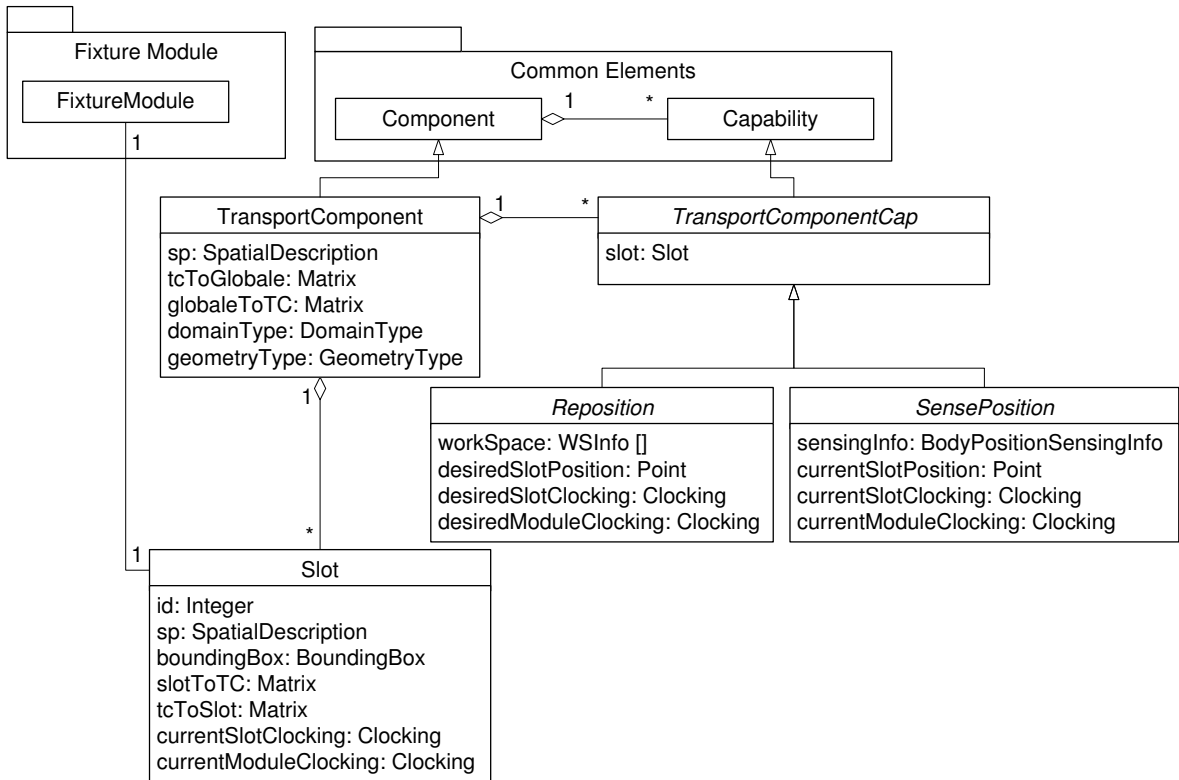 Fixture Module
FixtureModule
1
Common Elements
Component
1
*
Capability
TransportComponent
sp: SpatialDescription
tcToGlobale: Matrix
globaleToTC: Matrix
domainType: DomainType
geometryType: GeometryType
1
*
TransportComponentCap
slot: Slot
1
*
Reposition
workSpace: WSInfo []
desiredSlotPosition: Point
desiredSlotClocking: Clocking
desiredModuleClocking: Clocking
SensePosition
sensingInfo: BodyPositionSensingInfo
currentSlotPosition: Point
currentSlotClocking: Clocking
currentModuleClocking: Clocking
1
Slot
id: Integer
sp: SpatialDescription
boundingBox: BoundingBox
slotToTC: Matrix
tcToSlot: Matrix
currentSlotClocking: Clocking
currentModuleClocking: Clocking